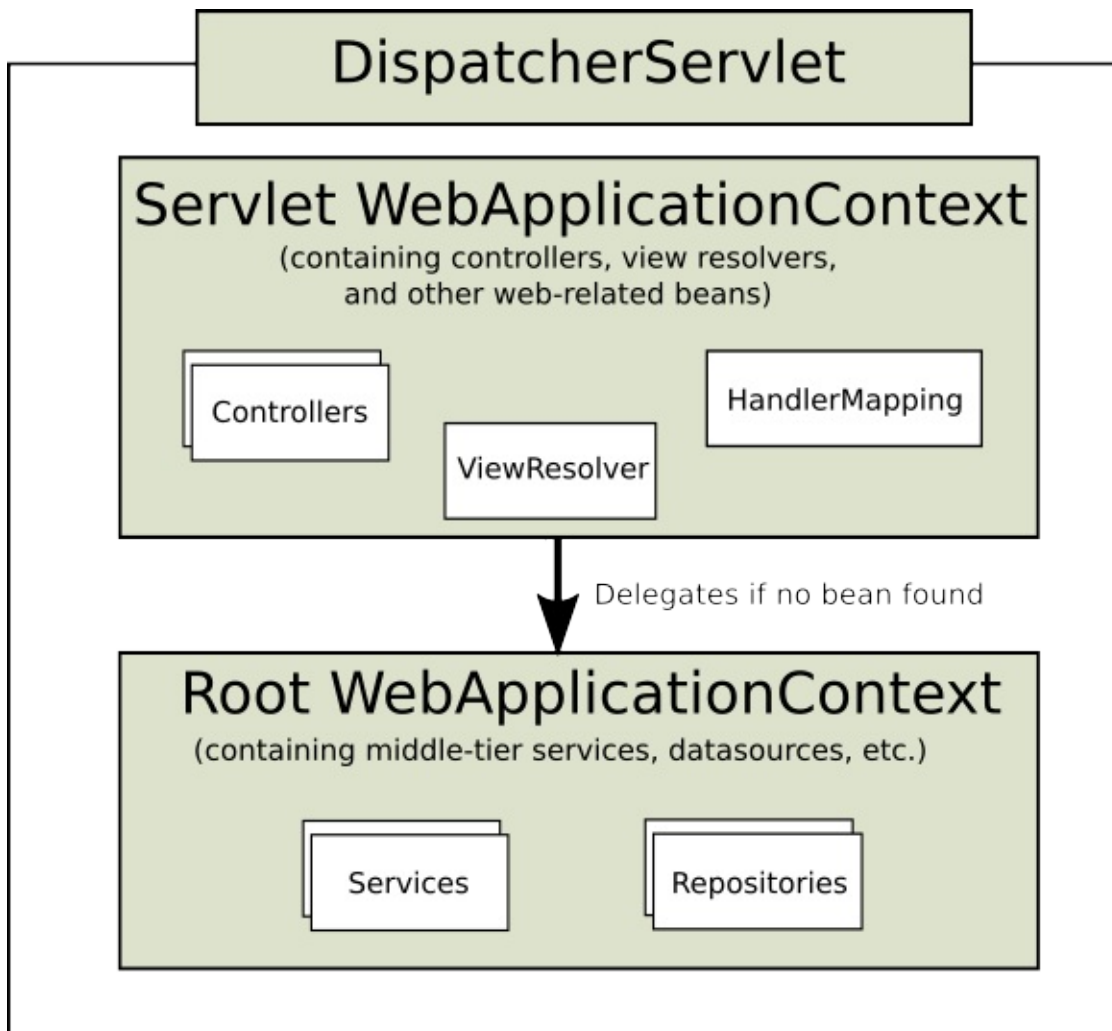 DispatcherServlet
Servlet WebApplicationContext
(containing controllers, view resolvers,
and other web-related beans)
Controllers
HandlerMapping
ViewResolver
Delegates if no bean found
Root WebApplicationContext
(containing middle-tier services, datasources, etc.)
Services
Repositories